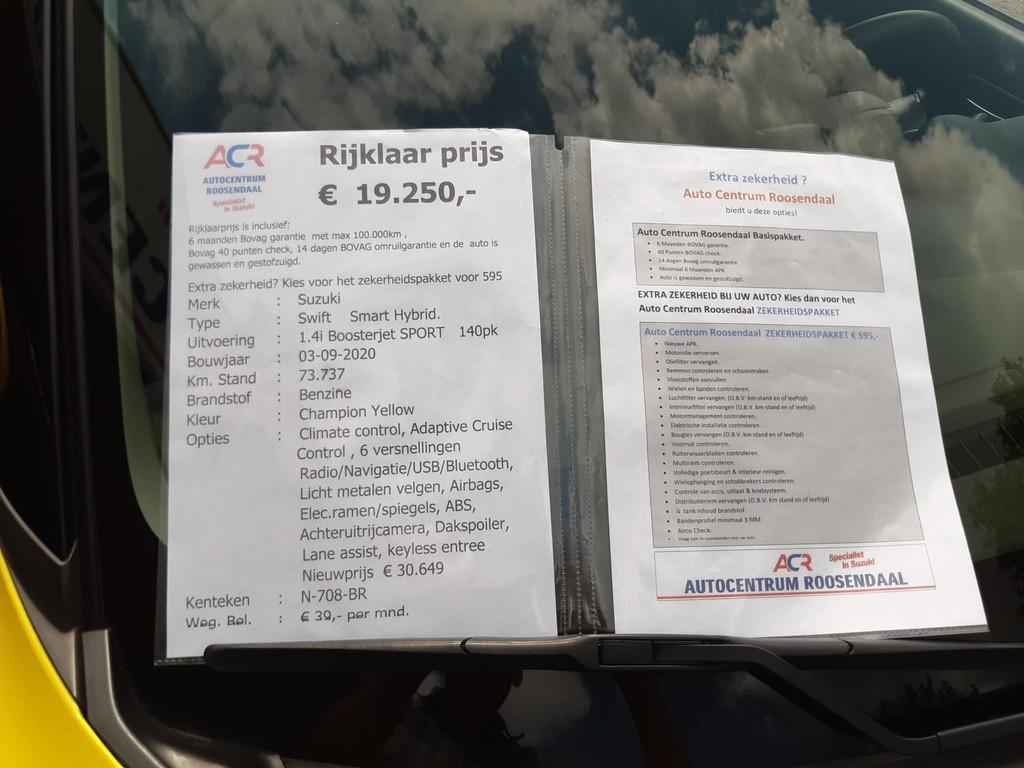 ACR
AUTOCENTRUM
ROOSENDAAL
Specialist
in Suzuki
Rijklaar prijs
€ 19.250,-
Rijklaarprijs is inclusief:
6 maanden Bovag garantie met max 100.000km ,
Bovag 40 punten check, 14 dagen BOVAG omruilgarantie en de auto is
gewassen en gestofzuigd.
Extra zekerheid? Kies voor het zekerheidspakket voor 595
Merk : Suzuki
Type : Swift Smart Hybrid.
Uitvoering : 1.4i Boosterjet SPORT 140pk
Bouwjaar : 03-09-2020
Km. Stand : 73.737
Brandstof : Benzine
Kleur : Champion Yellow
Opties : Climate control, Adaptive Cruise
Control , 6 versnellingen
Radio/Navigatie/USB/Bluetooth,
Licht metalen velgen, Airbags,
Elec.ramen/spiegels, ABS,
Achteruitrijcamera, Dakspoiler,
Lane assist, keyless entree
Nieuwprijs € 30.649
Kenteken : N-708-BR
Weg. Bel. : € 39,- per mnd.
Extra zekerheid ?
Auto Centrum Roosendaal
biedt u deze opties!
Auto Centrum Roosendaal Basispakket.
• 6 Maanden BOVAG garantie.
• 40 Punten BOVAG check.
• 14 dagen Bovag omruilgarantie
• Minimaal 6 Maanden APK.
• Auto is gewassen en gestofzuigd.
EXTRA ZEKERHEID BIJ UW AUTO? Kies dan voor het
Auto Centrum Roosendaal ZEKERHEIDSPAKKET
Auto Centrum Roosendaal ZEKERHEIDSPAKKET € 595,-
• Nieuwe APK.
• Motorolie verversen.
• Oliefilter vervangen.
• Remmen controleren en schoonmaken.
• Vloeistoffen aanvullen
• Wielen en banden controleren.
• Luchtfilter vervangen. (O.B.V. km-stand en of leeftijd)
• Interieurfilter vervangen (O.B.V. km-stand en of leeftijd)
• Motormanagement controleren.
• Elektrische installatie controleren.
• Bougies vervangen (O.B.V. km-stand en of leeftijd)
• Voorruit controleren.
• Ruitenwisserbladen controleren.
• Multiriem controleren.
• Volledige poetsbeurt & interieur reinigen.
• Wielophanging en schokbrekers controleren.
• Controle van accu, uitlaat & koelsysteem.
• Distributieriem vervangen (O.B.V. Km stand en of leeftijd)
• ¼ tank inhoud brandstof.
• Bandenprofiel minimaal 3 MM
• Airco Check.
• Vraag voor de voorwaarden voor uw auto
ACR Specialist
in Suzuki
AUTOCENTRUM ROOSENDAAL